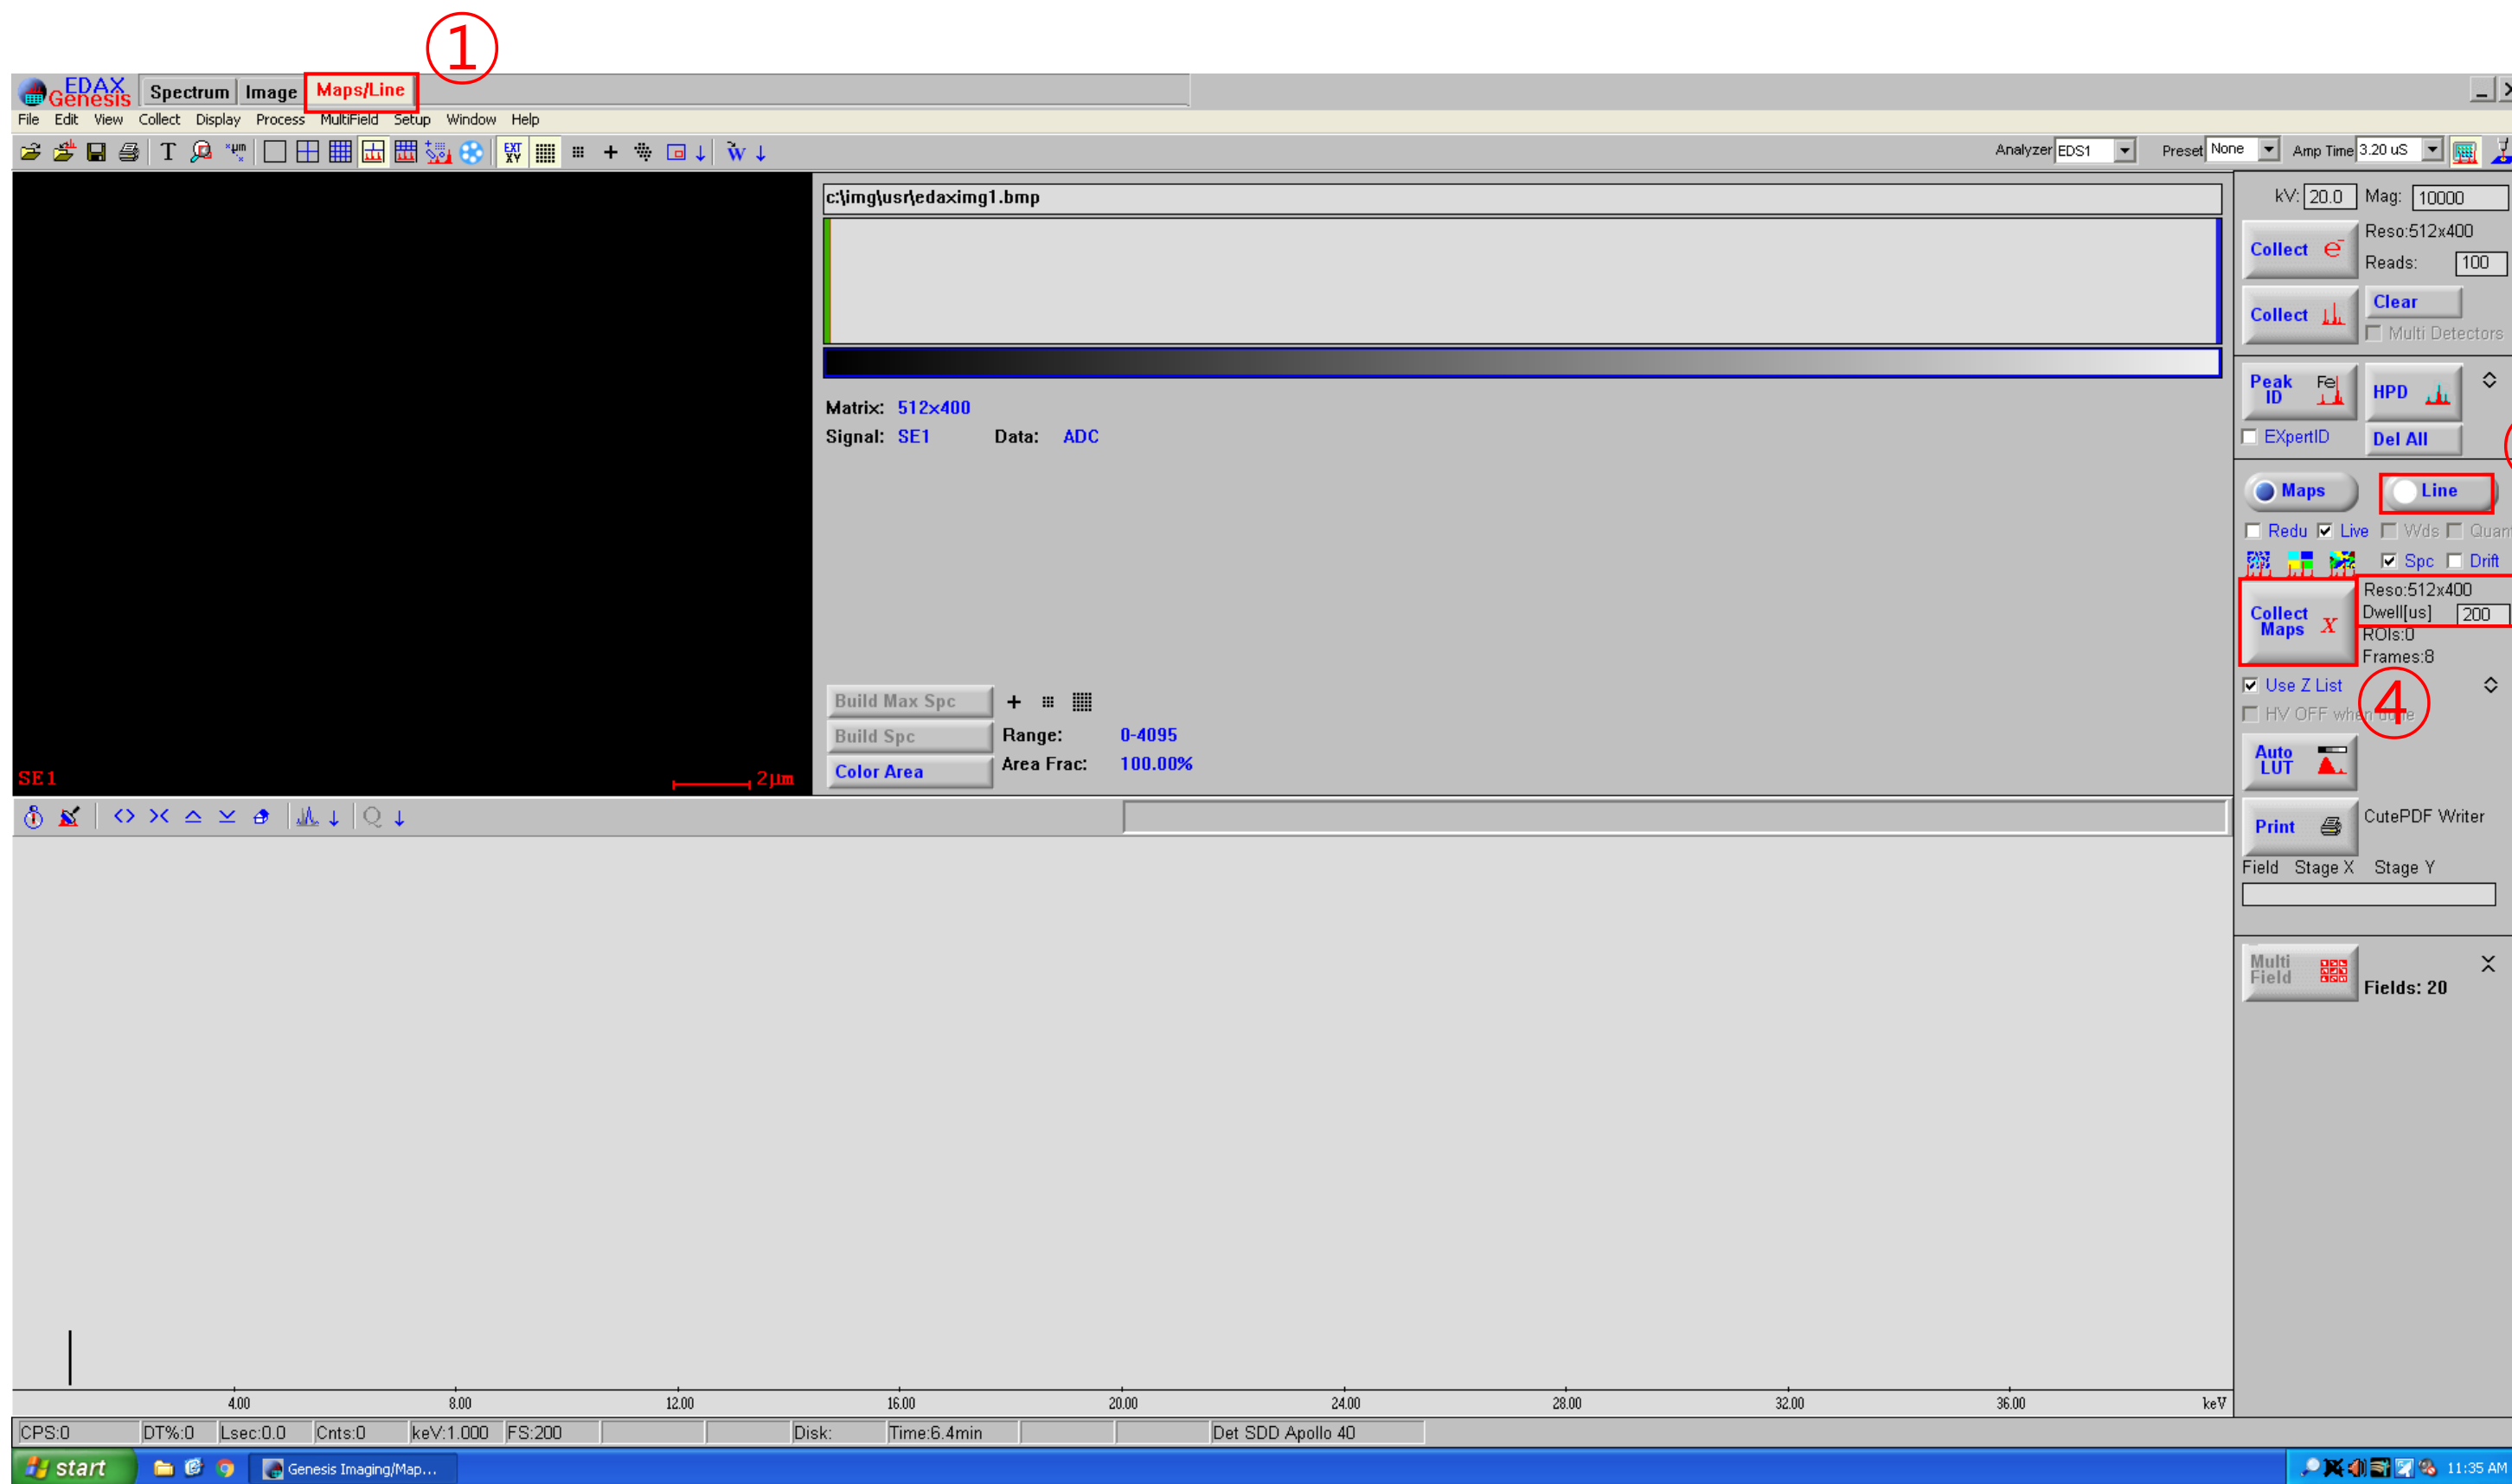 ①
EDAX Genesis Spectrum Image Maps/Line
File Edit View Collect Display Process MultiField Setup Window Help
T EXT XY W Analyzer EDS1 Preset None Amp Time 3.20 uS
c:\img\usr\edaximg1.bmp
kV: 20.0 Mag: 10000
Collect e⁻ Reso:512x400
Reads: 100
Collect Clear
Multi Detectors
Peak ID Fe HPD
EXpertID Del All
Matrix: 512x400
Signal: SE1 Data: ADC
Maps Line
Redu Live Wds Quant
Spc Drift
Collect Maps X Reso:512x400
Dwell[us] 200
ROIs:0
Frames:8
Use Z List
④
HV OFF when done
Build Max Spc
Build Spc Range: 0-4095
Color Area Area Frac: 100.00%
Auto LUT
SE1 2µm
Print CutePDF Writer
Field Stage X Stage Y
Multi Field Fields: 20
4.00 8.00 12.00 16.00 20.00 24.00 28.00 32.00 36.00 keV
CPS:0 DT%:0 Lsec:0.0 Cnts:0 keV:1.000 FS:200 Disk: Time:6.4min Det SDD Apollo 40
start Genesis Imaging/Map... 11:35 AM